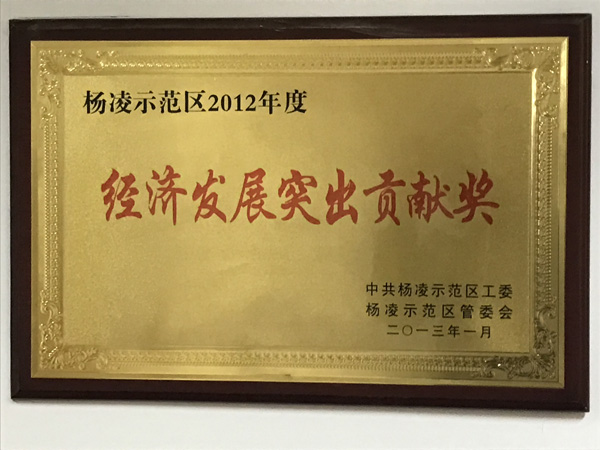 杨凌示范区2012年度
经济发展突出贡献奖
中共杨凌示范区工委
杨凌示范区管委会
二〇一三年一月